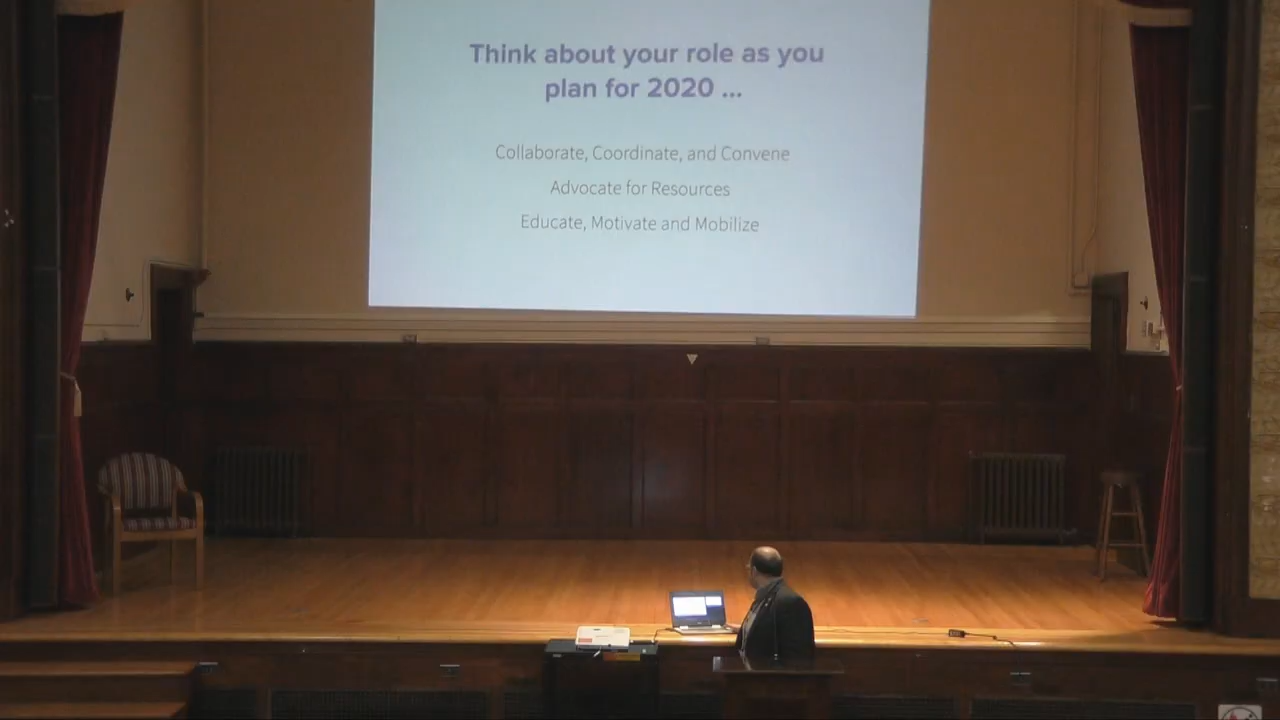 Think about your role as you
plan for 2020 ...
Collaborate, Coordinate, and Convene
Advocate for Resources
Educate, Motivate and Mobilize